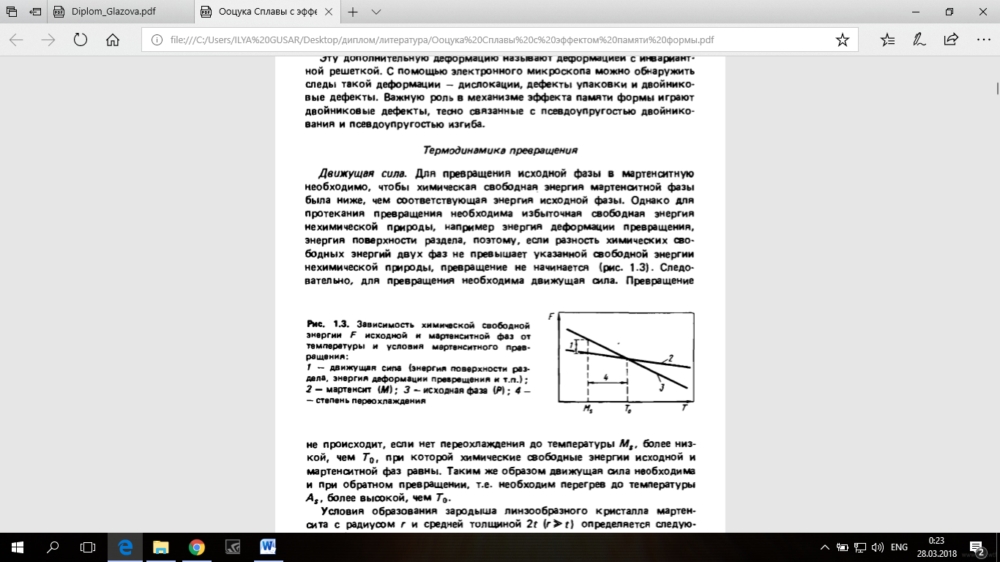 Diplom_Glazova.pdf
Ооцука Сплавы с эффе
file:///C:/Users/ILYA%20GUSAR/Desktop/диплом/литература/Ооцука%20Сплавы%20с%20эффектом%20памяти%20формы.pdf
Эту дополнительную деформацию называют деформацией с инвариант-
ной решеткой. С помощью электронного микроскопа можно обнаружить
следы такой деформации — дислокации, дефекты упаковки и двойнико-
вые дефекты. Важную роль в механизме эффекта памяти формы играют
двойниковые дефекты, тесно связанные с псевдоупругостью двойнико-
вания и псевдоупругостью изгиба.
Термодинамика превращения
Движущая сила. Для превращения исходной фазы в мартенситную
необходимо, чтобы химическая свободная энергия мартенситной фазы
была ниже, чем соответствующая энергия исходной фазы. Однако для
протекания превращения необходима избыточная свободная энергия
нехимической природы, например энергия деформации превращения,
энергия поверхности раздела, поэтому, если разность химических сво-
бодных энергий двух фаз не превышает указанной свободной энергии
нехимической природы, превращение не начинается (рис. 1.3). Следо-
вательно, для превращения необходима движущая сила. Превращение
Рис. 1.3. Зависимость химической свободной
энергии F исходной и мартенситной фаз от
температуры и условия мартенситного прав-
ращения:
1 — движущая сила (энергия поверхности раз-
дела, энергия деформации превращения и т.п.);
2 — мартенсит (M); 3 — исходная фаза (P); 4 —
— степень переохлаждения
F
1
2
4
3
Ms
T0
T
не происходит, если нет переохлаждения до температуры Ms, более низ-
кой, чем T0, при которой химические свободные энергии исходной и
мартенситной фаз равны. Таким же образом движущая сила необходима
и при обратном превращении, т.е. необходим перегрев до температуры
As, более высокой, чем T0.
Условия образования зародыша линзообразного кристалла мартен-
сита с радиусом r и средней толщиной 2t (r ≫ t) определяется следую-
ENG
0:23
28.03.2018
2